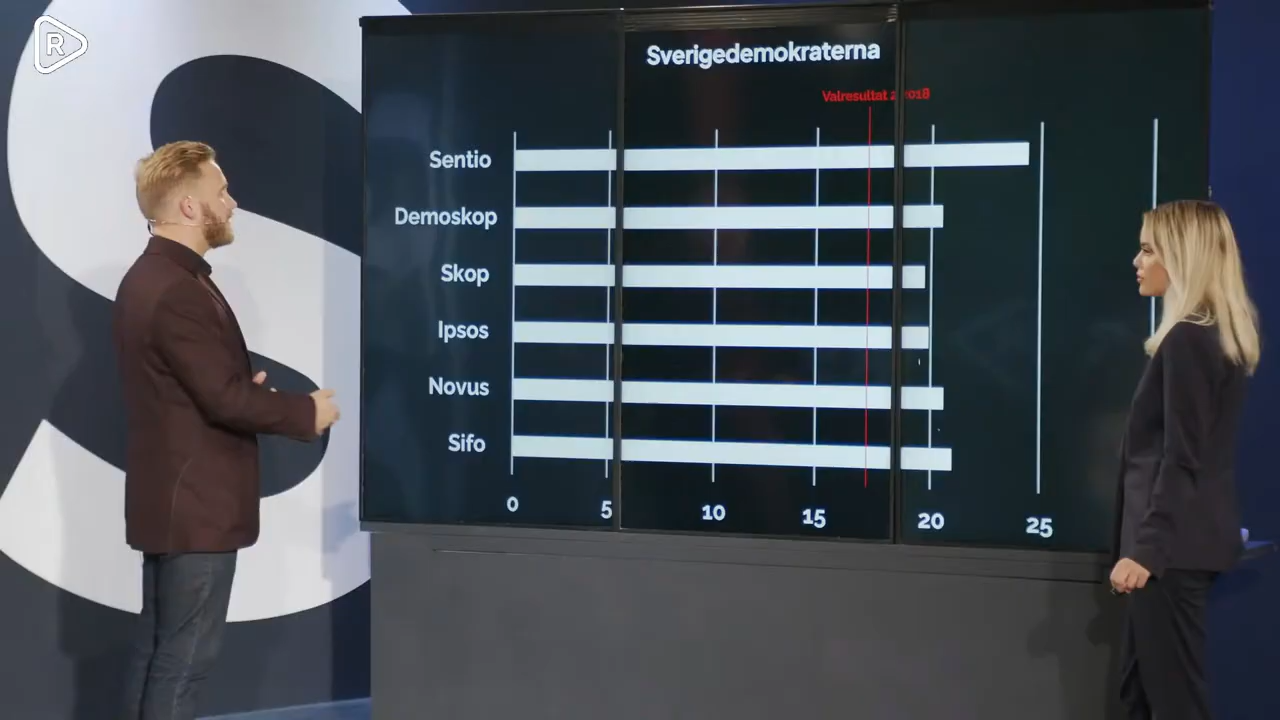 R
Sverigedemokraterna
Valresultat 2018
Sentio
Demoskop
Skop
Ipsos
Novus
Sifo
0 5 10 15 20 25